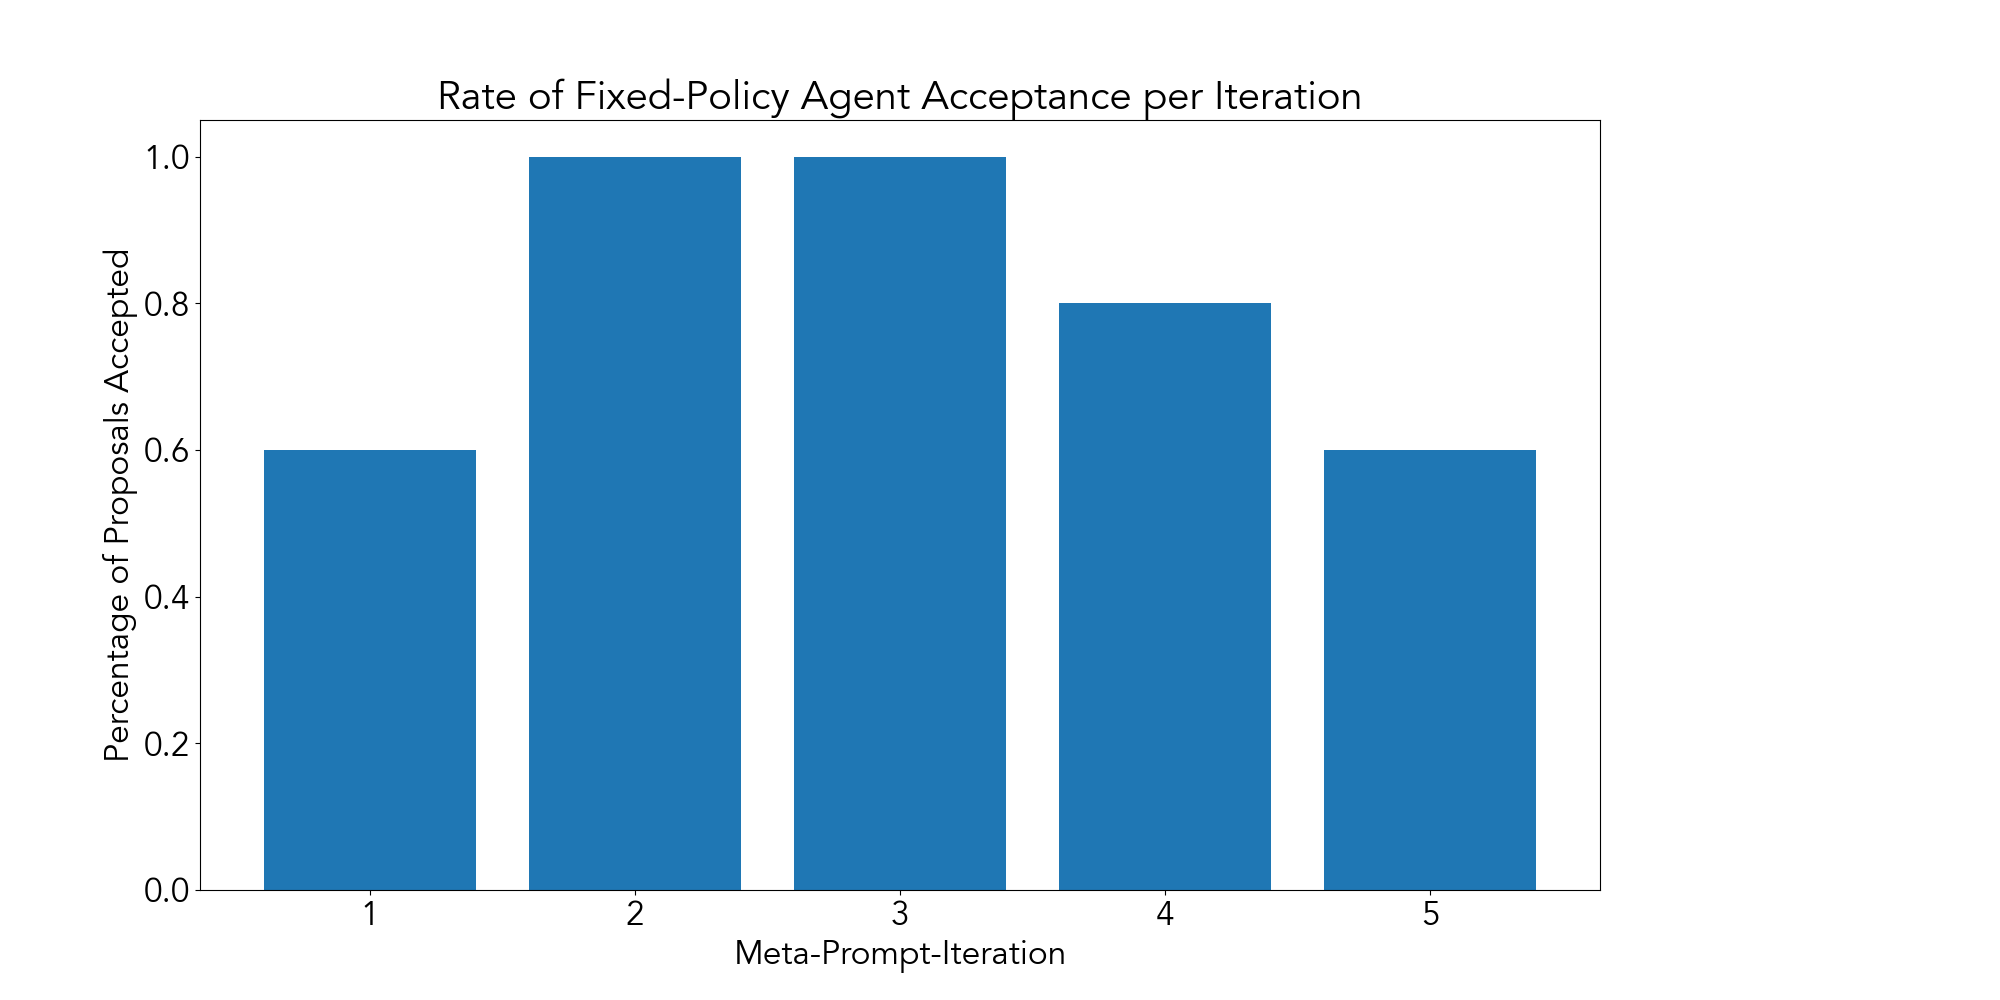 Rate of Fixed-Policy Agent Acceptance per Iteration
Percentage of Proposals Accepted
1.0
0.8
0.6
0.4
0.2
0.0
1 2 3 4 5
Meta-Prompt-Iteration